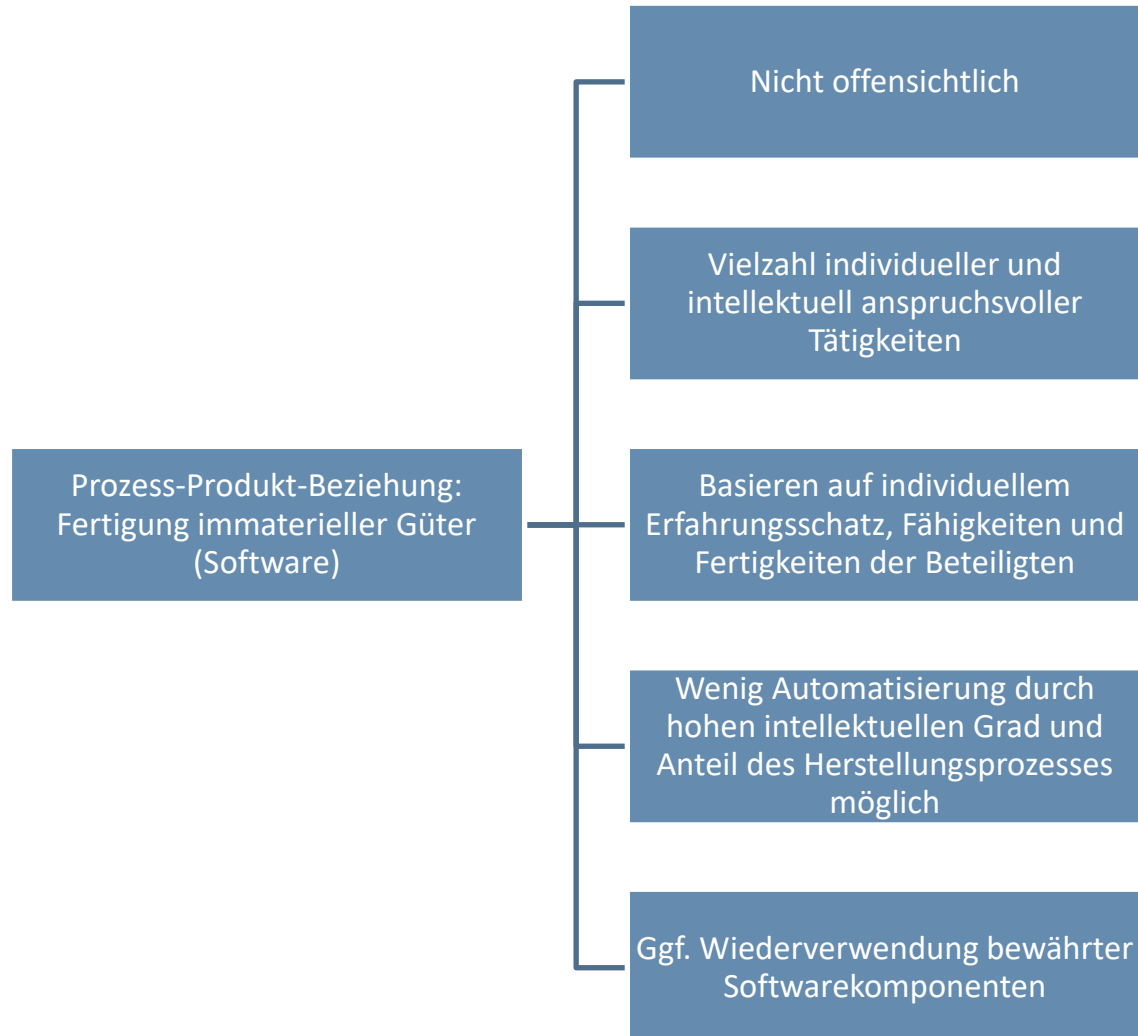 Nicht offensichtlich
Vielzahl individueller und
intellektuell anspruchsvoller
Tätigkeiten
Prozess-Produkt-Beziehung:
Fertigung immaterieller Güter
(Software)
Basieren auf individuellem
Erfahrungsschatz, Fähigkeiten und
Fertigkeiten der Beteiligten
Wenig Automatisierung durch
hohen intellektuellen Grad und
Anteil des Herstellungsprozesses
möglich
Ggf. Wiederverwendung bewährter
Softwarekomponenten